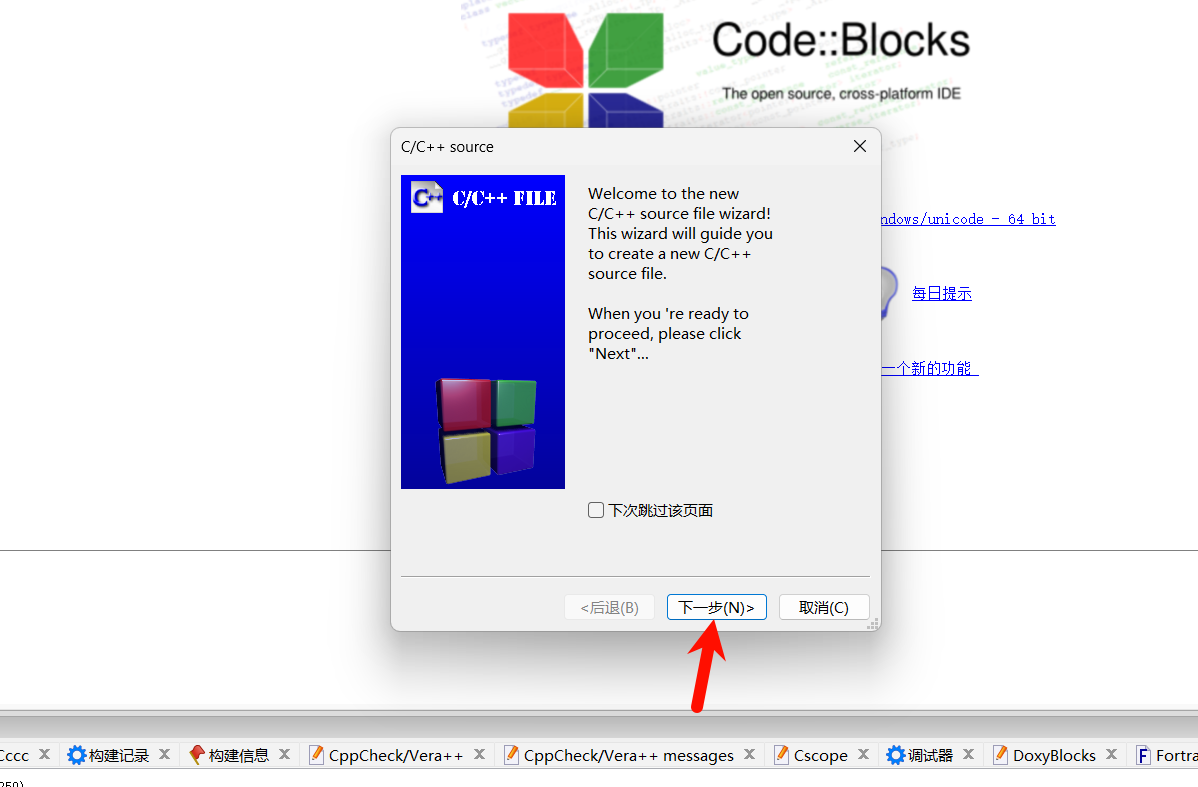 Code::Blocks
The open source, cross-platform IDE
C/C++ source
C++ C/C++ FILE
Welcome to the new
C/C++ source file wizard!
This wizard will guide you
to create a new C/C++
source file.
When you 're ready to
proceed, please click
"Next"...
ndows/unicode - 64 bit
每日提示
一个新的功能
下次跳过该页面
<后退(B)
下一步(N)>
取消(C)
Cccc
构建记录
构建信息
CppCheck/Vera++
CppCheck/Vera++ messages
Cscope
调试器
DoxyBlocks
Fortra